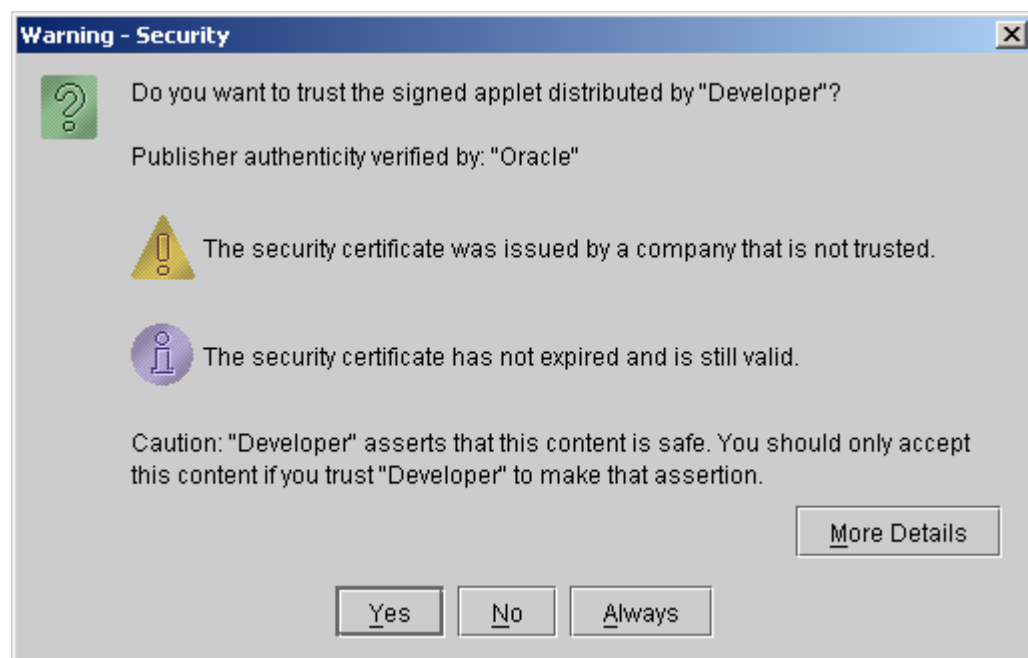 Warning - Security
Do you want to trust the signed applet distributed by "Developer"?
Publisher authenticity verified by: "Oracle"
The security certificate was issued by a company that is not trusted.
The security certificate has not expired and is still valid.
Caution: "Developer" asserts that this content is safe. You should only accept
this content if you trust "Developer" to make that assertion.
More Details
Yes No Always